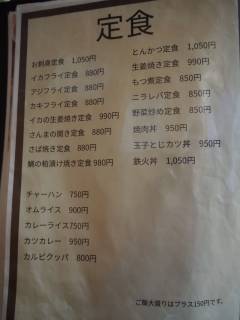 定食
お刺身定食 1,050円
イカフライ定食 880円
アジフライ定食 880円
カキフライ定食 880円
イカの生姜焼き定食 990円
さんまの開き定食 880円
さば焼き定食 880円
鯛の粕漬け焼き定食 980円
チャーハン 750円
オムライス 900円
カレーライス 750円
カツカレー 950円
カルビクッパ 800円
とんかつ定食 1,050円
生姜焼き定食 990円
もつ煮定食 850円
ニラレバ定食 850円
野菜炒め定食 850円
焼肉丼 950円
玉子とじカツ丼 950円
鉄火丼 1,050円
ご飯大盛りはプラス150円です。